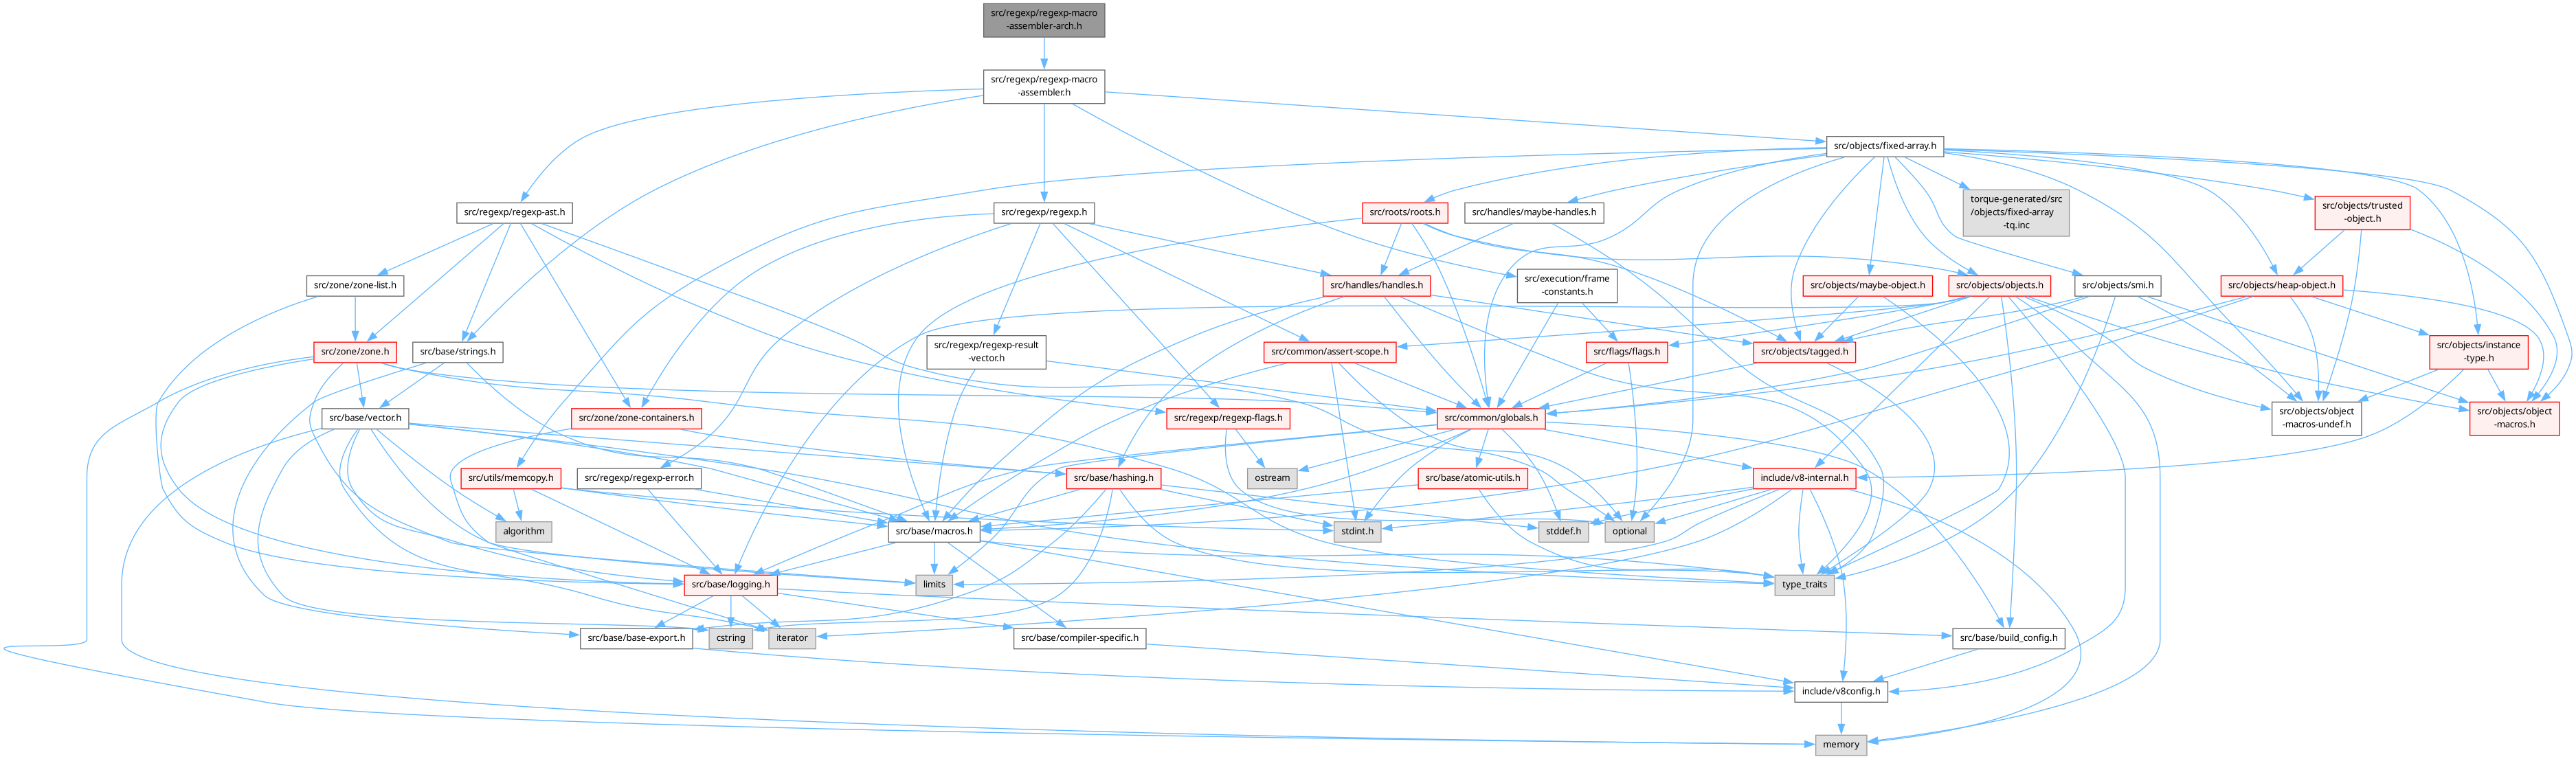 src/regexp/regexp-macro
-assembler-arch.h
src/regexp/regexp-macro
-assembler.h
src/objects/fixed-array.h
src/regexp/regexp-ast.h
src/regexp/regexp.h
src/roots/roots.h
src/handles/maybe-handles.h
torque-generated/src
/objects/fixed-array
-tq.inc
src/objects/trusted
-object.h
src/zone/zone-list.h
src/handles/handles.h
src/execution/frame
-constants.h
src/objects/maybe-object.h
src/objects/objects.h
src/objects/smi.h
src/objects/heap-object.h
src/zone/zone.h
src/base/strings.h
src/regexp/regexp-result
-vector.h
src/common/assert-scope.h
src/flags/flags.h
src/objects/tagged.h
src/objects/instance
-type.h
src/base/vector.h
src/zone/zone-containers.h
src/regexp/regexp-flags.h
src/common/globals.h
src/objects/object
-macros-undef.h
src/objects/object
-macros.h
src/utils/memcopy.h
src/regexp/regexp-error.h
ostream
src/base/hashing.h
src/base/atomic-utils.h
include/v8-internal.h
algorithm
src/base/macros.h
stdint.h
stddef.h
optional
src/base/logging.h
limits
type_traits
src/base/base-export.h
cstring
iterator
src/base/compiler-specific.h
src/base/build_config.h
include/v8config.h
memory